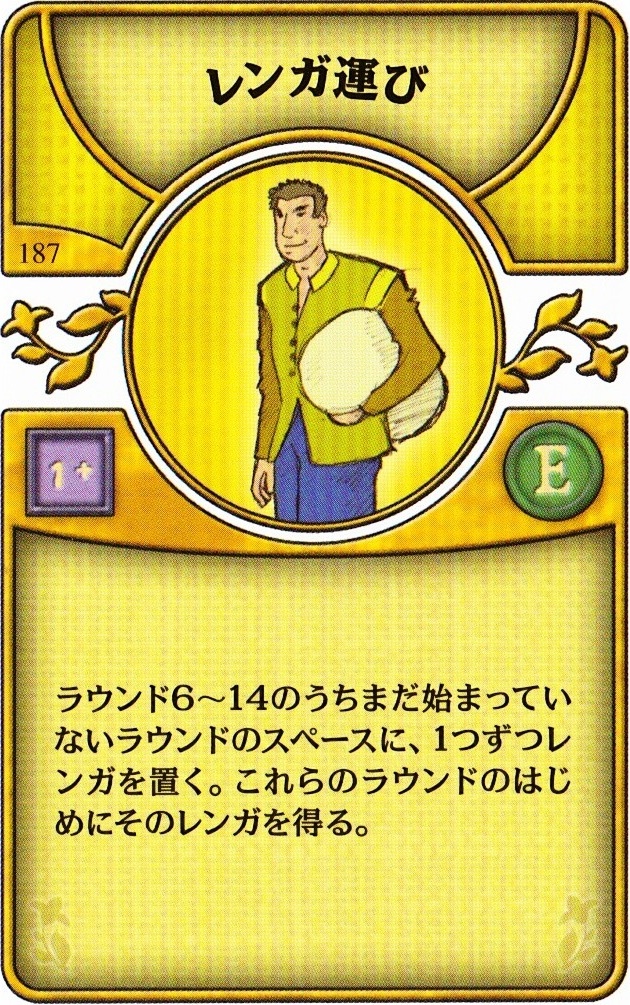 レンガ運び
187
1+
E
ラウンド6〜14のうちまだ始まってい
ないラウンドのスペースに、1つずつレ
ンガを置く。これらのラウンドのはじ
めにそのレンガを得る。